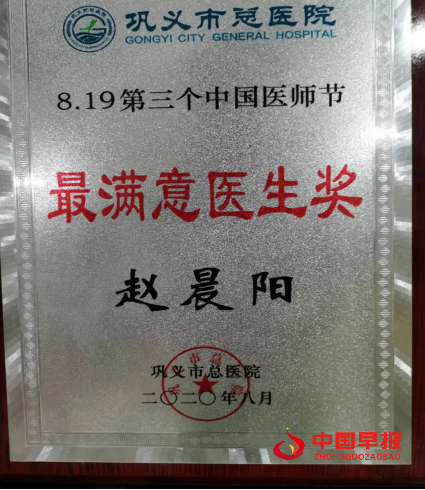 巩义市总医院
GONGYI CITY GENERAL HOSPITAL
8.19第三个中国医师节
最满意医生奖
赵晨阳
巩义市总医院
二〇二〇年八月
中国早报
ZHONGGUOZAOBAO